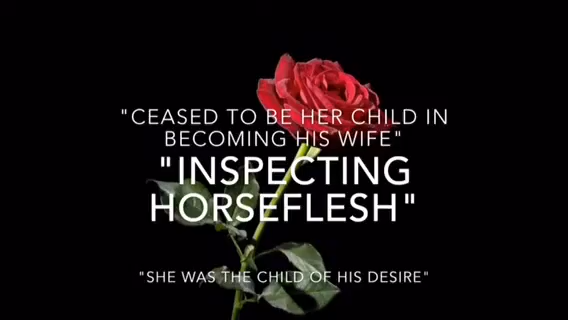 "CEASED TO BE HER CHILD IN
BECOMING HIS WIFE"
"INSPECTING
HORSEFLESH"
"SHE WAS THE CHILD OF HIS DESIRE"